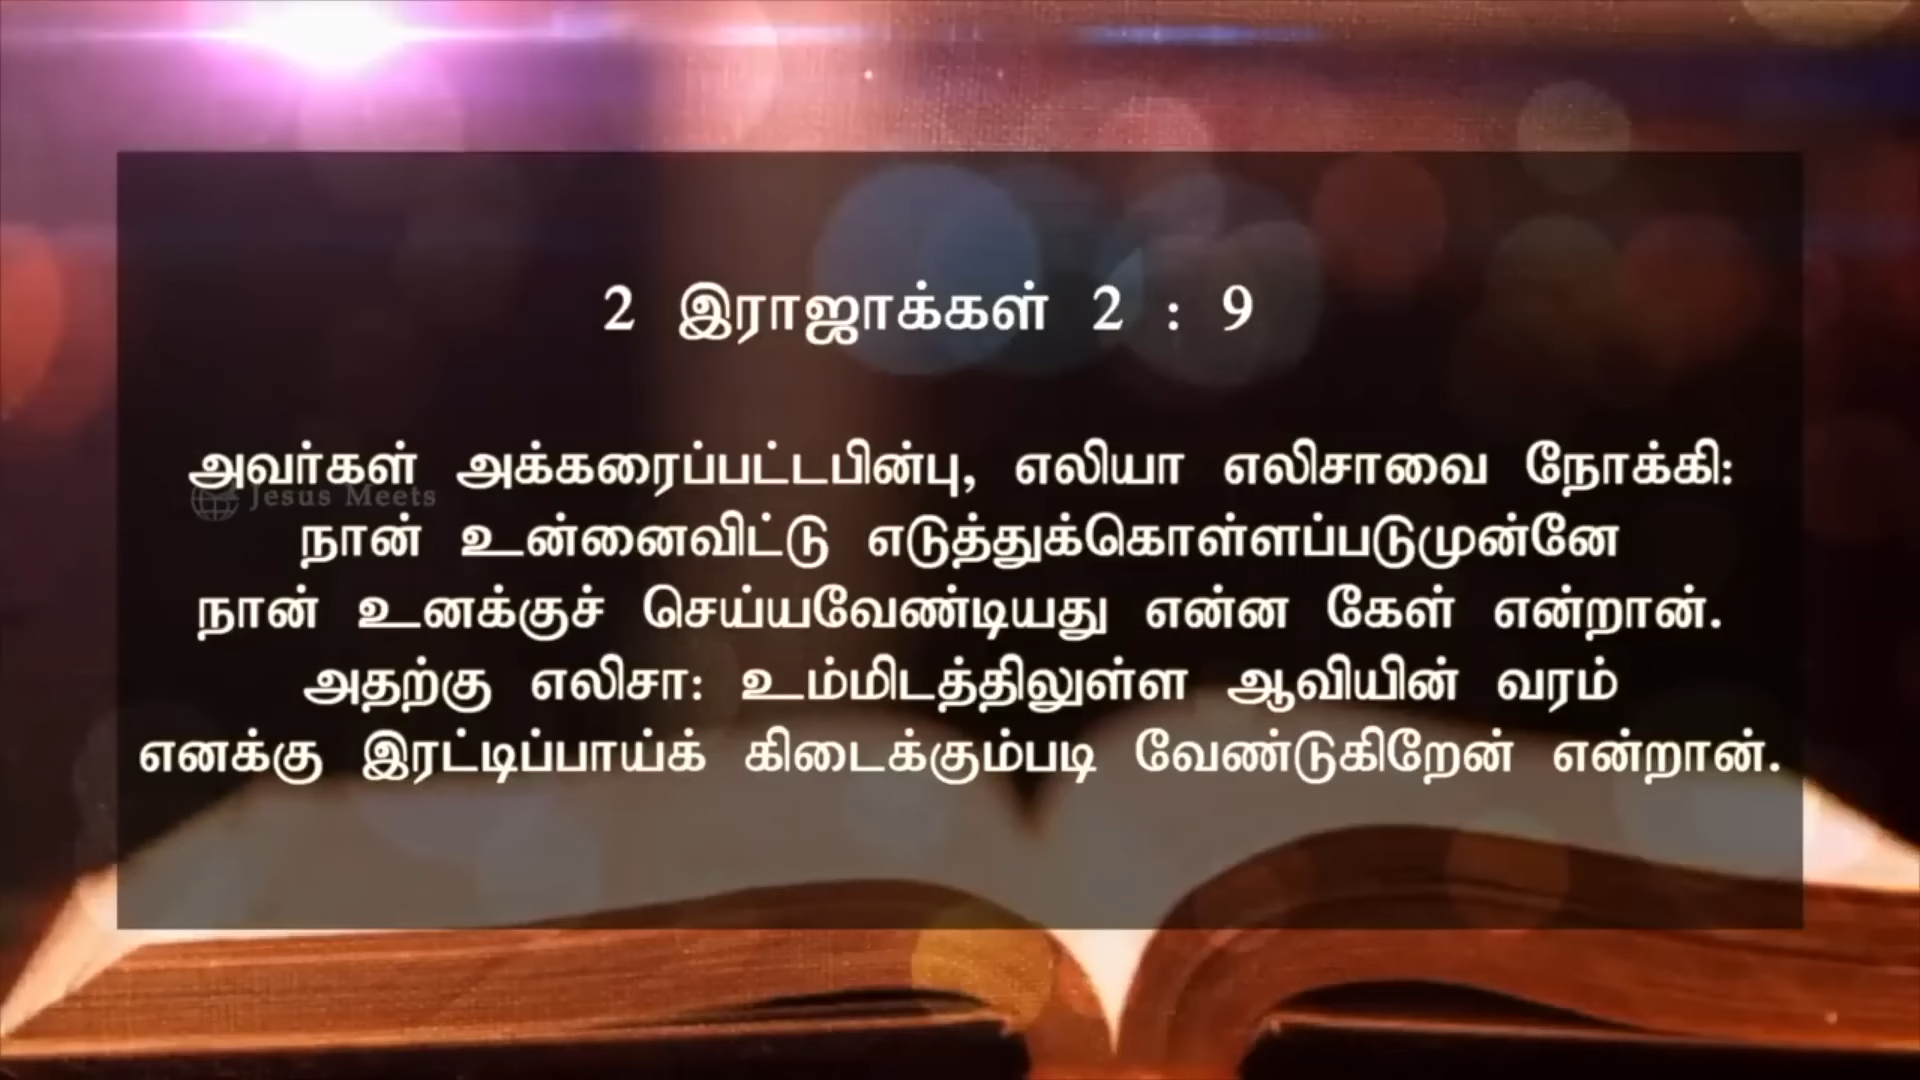 2 இராஜாக்கள் 2 : 9
அவர்கள் அக்கரைப்பட்டபின்பு, எலியா எலிசாவை நோக்கி:
Jesus Meets
நான் உன்னைவிட்டு எடுத்துக்கொள்ளப்படுமுன்னே
நான் உனக்குச் செய்யவேண்டியது என்ன கேள் என்றான்.
அதற்கு எலிசா: உம்மிடத்திலுள்ள ஆவியின் வரம்
எனக்கு இரட்டிப்பாய்க் கிடைக்கும்படி வேண்டுகிறேன் என்றான்.